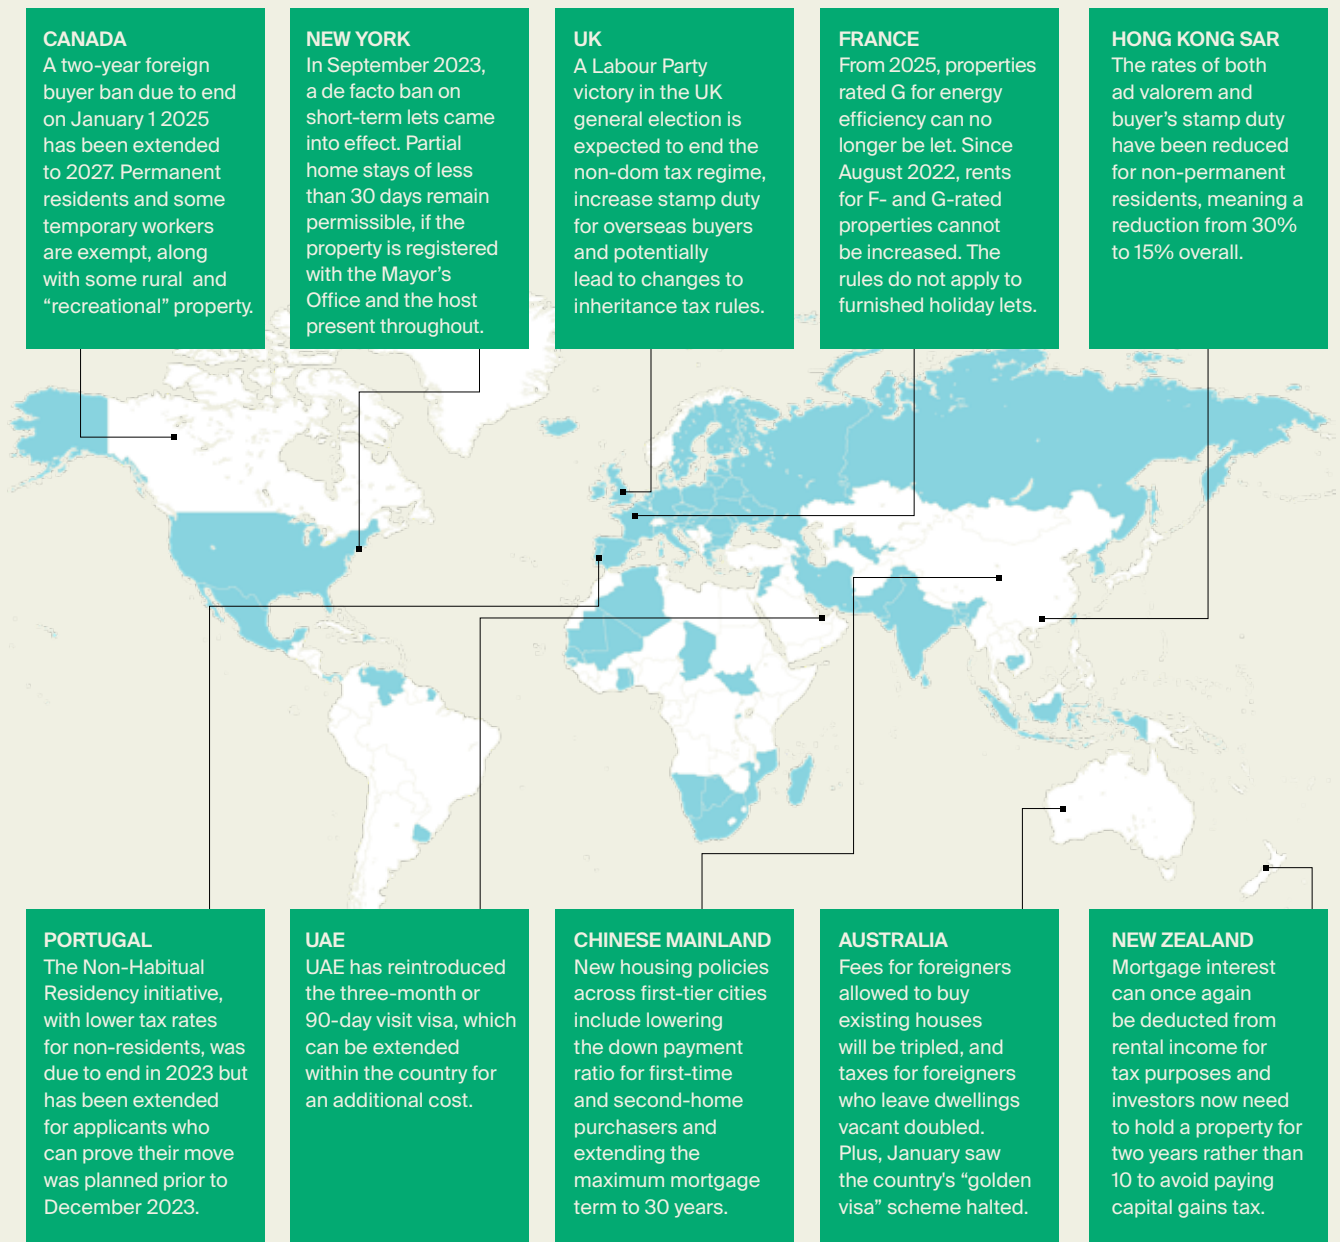 CANADA
A two-year foreign
buyer ban due to end
on January 1 2025
has been extended
to 2027. Permanent
residents and some
temporary workers
are exempt, along
with some rural and
“recreational” property.
NEW YORK
In September 2023,
a de facto ban on
short-term lets came
into effect. Partial
home stays of less
than 30 days remain
permissible, if the
property is registered
with the Mayor’s
Office and the host
present throughout.
UK
A Labour Party
victory in the UK
general election is
expected to end the
non-dom tax regime,
increase stamp duty
for overseas buyers
and potentially
lead to changes to
inheritance tax rules.
FRANCE
From 2025, properties
rated G for energy
efficiency can no
longer be let. Since
August 2022, rents
for F- and G-rated
properties cannot
be increased. The
rules do not apply to
furnished holiday lets.
HONG KONG SAR
The rates of both
ad valorem and
buyer’s stamp duty
have been reduced
for non-permanent
residents, meaning a
reduction from 30%
to 15% overall.
PORTUGAL
The Non-Habitual
Residency initiative,
with lower tax rates
for non-residents, was
due to end in 2023 but
has been extended
for applicants who
can prove their move
was planned prior to
December 2023.
UAE
UAE has reintroduced
the three-month or
90-day visit visa, which
can be extended
within the country for
an additional cost.
CHINESE MAINLAND
New housing policies
across first-tier cities
include lowering
the down payment
ratio for first-time
and second-home
purchasers and
extending the
maximum mortgage
term to 30 years.
AUSTRALIA
Fees for foreigners
allowed to buy
existing houses
will be tripled, and
taxes for foreigners
who leave dwellings
vacant doubled.
Plus, January saw
the country's “golden
visa” scheme halted.
NEW ZEALAND
Mortgage interest
can once again
be deducted from
rental income for
tax purposes and
investors now need
to hold a property for
two years rather than
10 to avoid paying
capital gains tax.